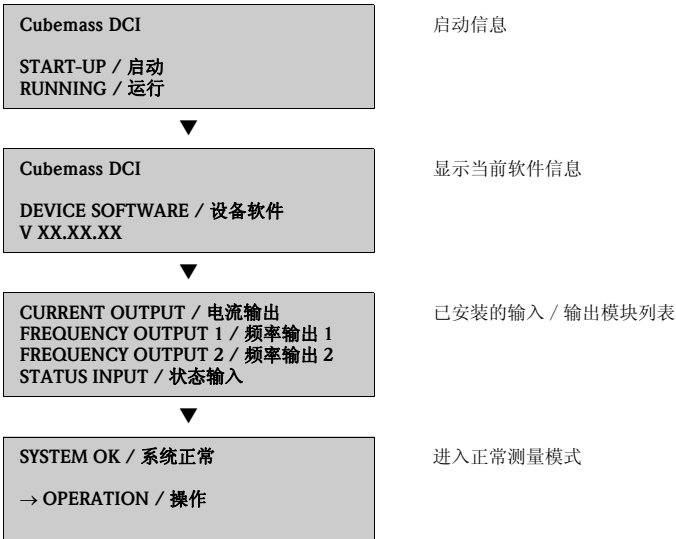 Cubemass DCI
启动信息
START-UP / 启动
RUNNING / 运行
▼
Cubemass DCI
显示当前软件信息
DEVICE SOFTWARE / 设备软件
V XX.XX.XX
▼
CURRENT OUTPUT / 电流输出
已安装的输入 / 输出模块列表
FREQUENCY OUTPUT 1 / 频率输出 1
FREQUENCY OUTPUT 2 / 频率输出 2
STATUS INPUT / 状态输入
▼
SYSTEM OK / 系统正常
进入正常测量模式
→ OPERATION / 操作